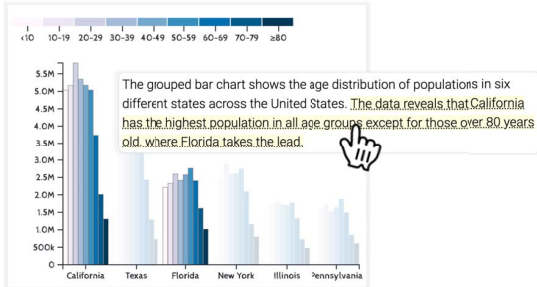 <10 10-19 20-29 30-39 40-49 50-59 60-69 70-79 ≥80
5.5M
5.0M
4.5M
4.0M
3.5M
3.0M
2.5M
2.0M
1.5M
1.0M
500k
0
The grouped bar chart shows the age distribution of populations in six
different states across the United States. The data reveals that California
has the highest population in all age groups except for those over 80 years
old, where Florida takes the lead.
California Texas Florida New York Illinois Pennsylvania